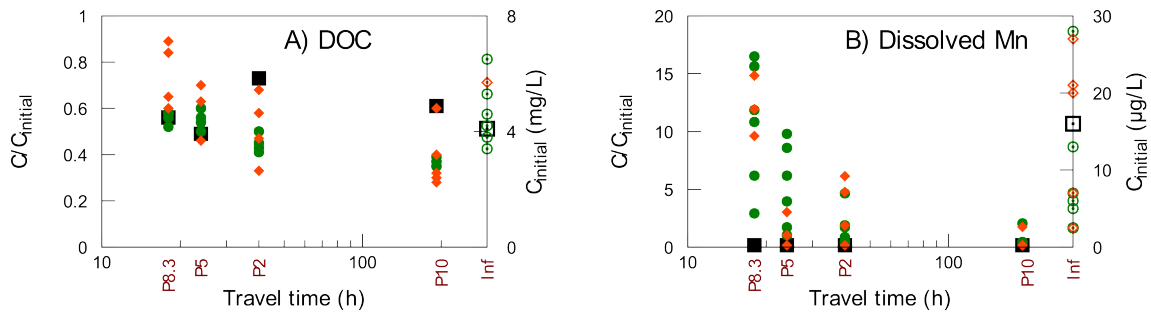 A) DOC
1
0.8
0.6
0.4
0.2
0
C/Cinitial
8
4
0
Cinitial (mg/L)
10
100
P8.3
P5
P2
P10
Inf
Travel time (h)
B) Dissolved Mn
20
15
10
5
0
C/Cinitial
30
20
10
0
Cinitial (µg/L)
10
100
P8.3
P5
P2
P10
Inf
Travel time (h)